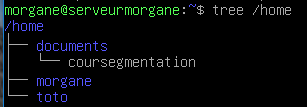 morgane@serveurmorgane:~$ tree /home
/home
├── documents
│   └── coursegmentation
├── morgane
└── toto